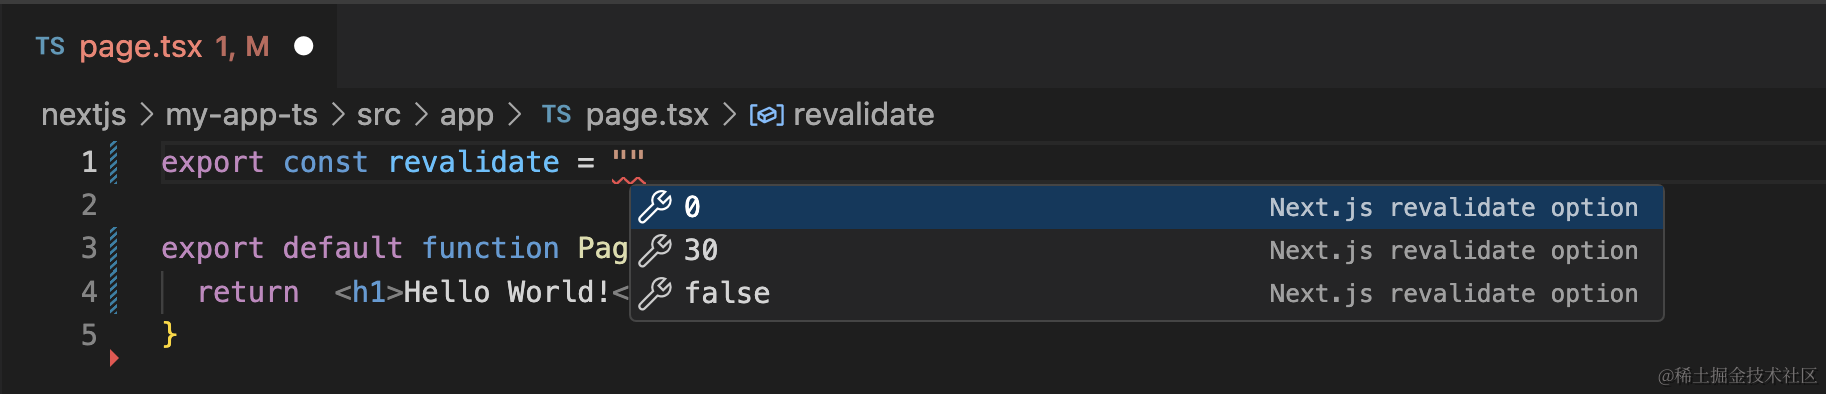 TS page.tsx 1, M
nextjs > my-app-ts > src > app > TS page.tsx > revalidate
1 export const revalidate = ""
0 Next.js revalidate option
2
30 Next.js revalidate option
3 export default function Pag
false Next.js revalidate option
4 return <h1>Hello World!<
5 }
@稀土掘金技术社区